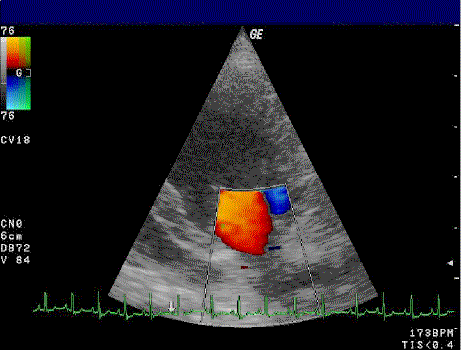 76
GE
G
76
CV18
CN0
6cm
DB72
V 84
173BPM
TIS<0.4